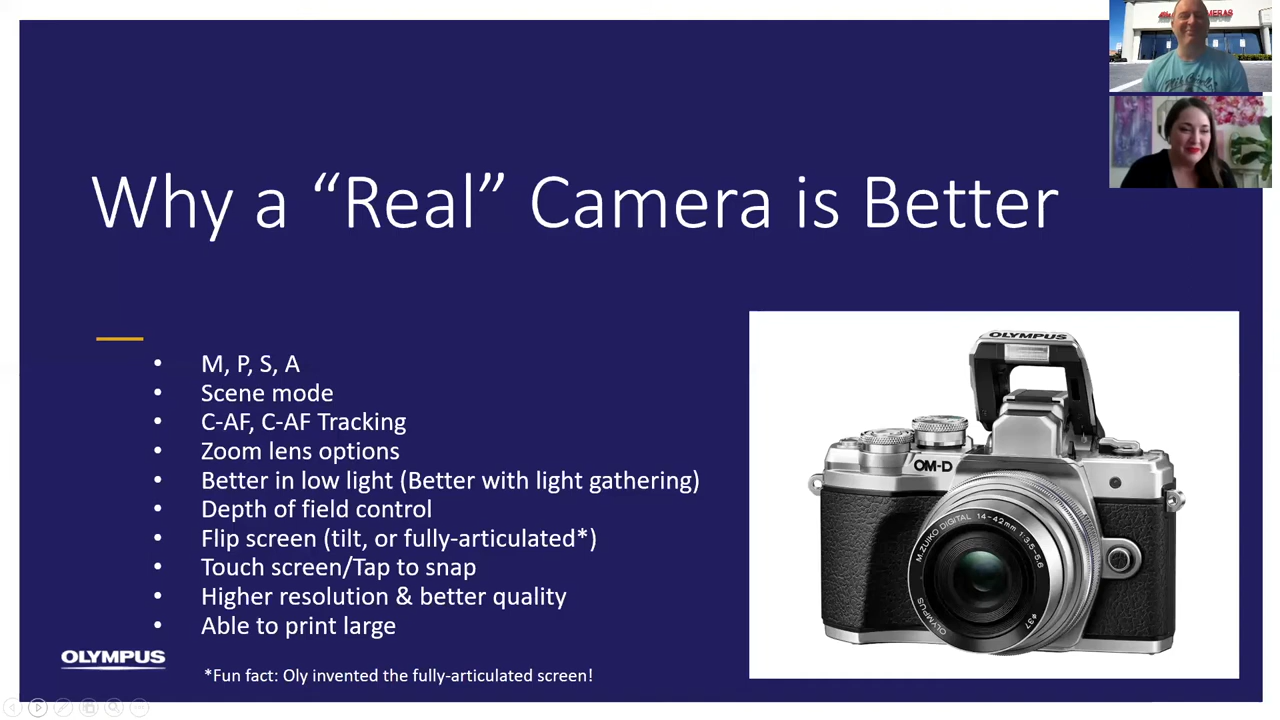 Why a “Real” Camera is Better
• M, P, S, A
• Scene mode
• C-AF, C-AF Tracking
• Zoom lens options
• Better in low light (Better with light gathering)
• Depth of field control
• Flip screen (tilt, or fully-articulated*)
• Touch screen/Tap to snap
• Higher resolution & better quality
• Able to print large
*Fun fact: Oly invented the fully-articulated screen!
OLYMPUS
OLYMPUS
OM-D
M.ZUIKO DIGITAL 14-42mm 1:3.5-5.6
OLYMPUS
ø37